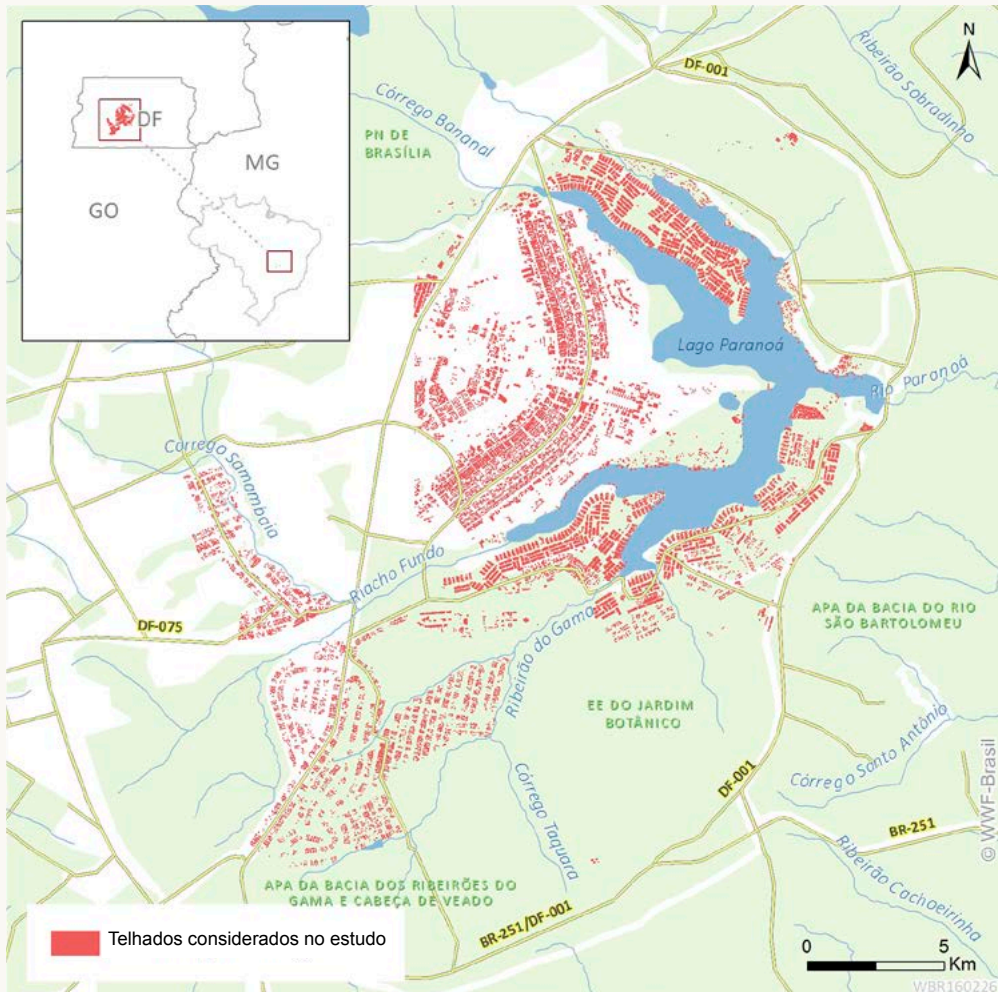 DF
MG
GO
N
DF-001
Ribeirão Sobradinho
Córrego Bananal
PN DE
BRASÍLIA
Lago Paranoá
Rio Paranoá
Córrego Samambaia
Riacho Fundo
DF-075
Ribeirão do Gama
APA DA BACIA DO RIO
SÃO BARTOLOMEU
EE DO JARDIM
BOTÂNICO
Córrego Santo Antônio
DF-001
Córrego Taquara
BR-251
Ribeirão Cachoeirinha
APA DA BACIA DOS RIBEIRÕES DO
GAMA E CABEÇA DE VEADO
BR-251/DF-001
© WWF-Brasil
Telhados considerados no estudo
0 5
Km
WBR160226